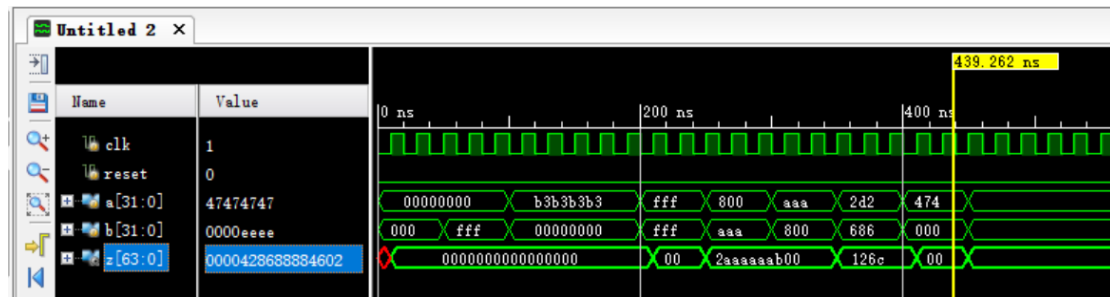 Untitled 2 ×
439.262 ns
Name Value
0 ns 200 ns 400 ns
clk 1
reset 0
a[31:0] 47474747 00000000 b3b3b3b3 fff 800 aaa 2d2 474
b[31:0] 0000eeee 000 fff 00000000 fff aaa 800 686 000
z[63:0] 0000428688884602 0000000000000000 00 2aaaaaab00 126c 00